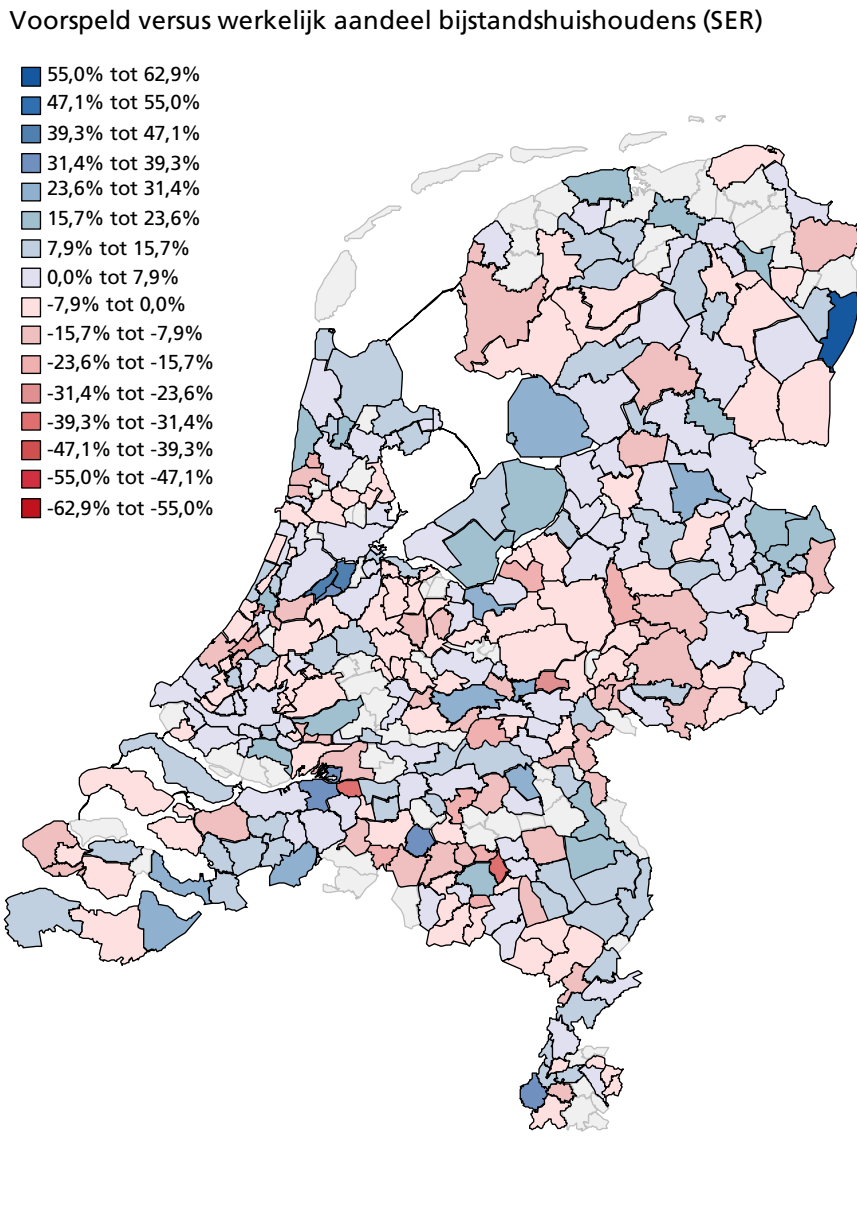 Voorspeld versus werkelijk aandeel bijstandshuishoudens (SER)
55,0% tot 62,9%
47,1% tot 55,0%
39,3% tot 47,1%
31,4% tot 39,3%
23,6% tot 31,4%
15,7% tot 23,6%
7,9% tot 15,7%
0,0% tot 7,9%
-7,9% tot 0,0%
-15,7% tot -7,9%
-23,6% tot -15,7%
-31,4% tot -23,6%
-39,3% tot -31,4%
-47,1% tot -39,3%
-55,0% tot -47,1%
-62,9% tot -55,0%